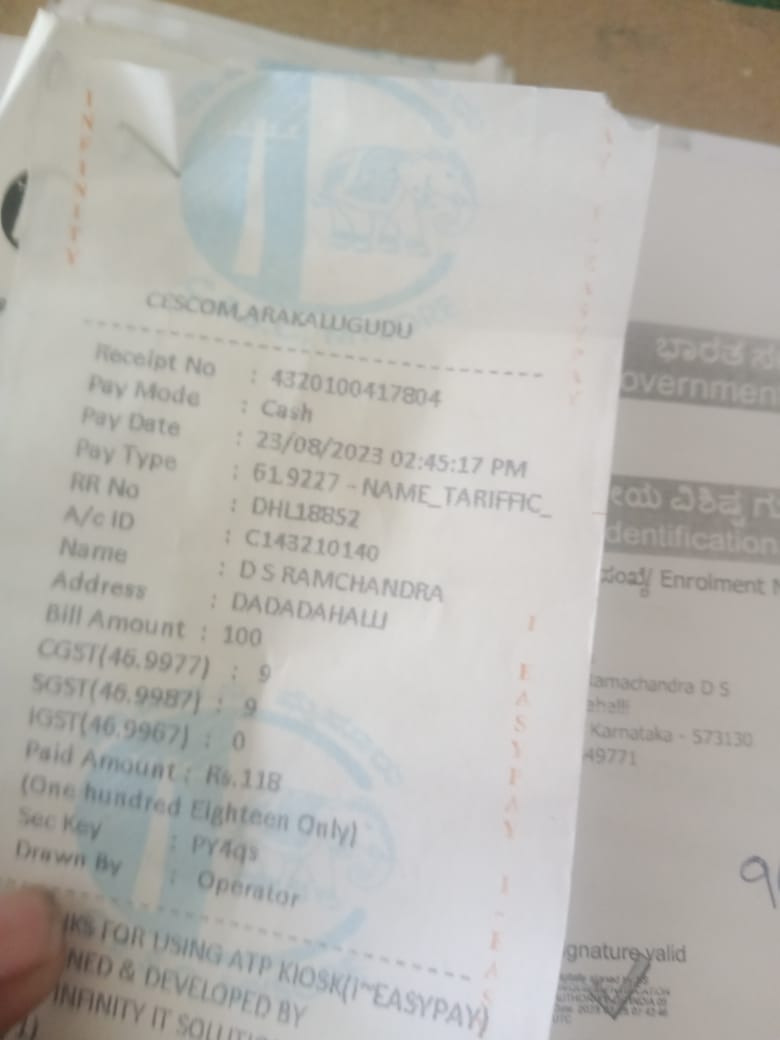 INFINITY
CESCOM,ARAKALUGUDU
Receipt No : 4320100417804
Pay Mode : Cash
Pay Date : 23/08/2023 02:45:17 PM
Pay Type : 61.9227 - NAME_TARIFFIC_
RR No : DHL18852
A/c ID : C143210140
Name : D S RAMCHANDRA
Address : DADADAHALLI
Bill Amount : 100
CGST(46.9977) : 9
SGST(46.9987) : 9
IGST(46.9967) : 0
Paid Amount : Rs.118
(One hundred Eighteen Only)
Sec Key : PY4qs
Drawn By : Operator
KS FOR USING ATP KIOSK(I~EASYPAY)
NED & DEVELOPED BY
INFINITY IT SOLUTI
I EASYPAY
ಭಾರತ ಸ
overnmen
ೀಯ ವಿಶಿಷ್ಟ ಗು
dentification
Enrolment N
amachandra D S
ahalli
Karnataka - 573130
49771
gnature valid